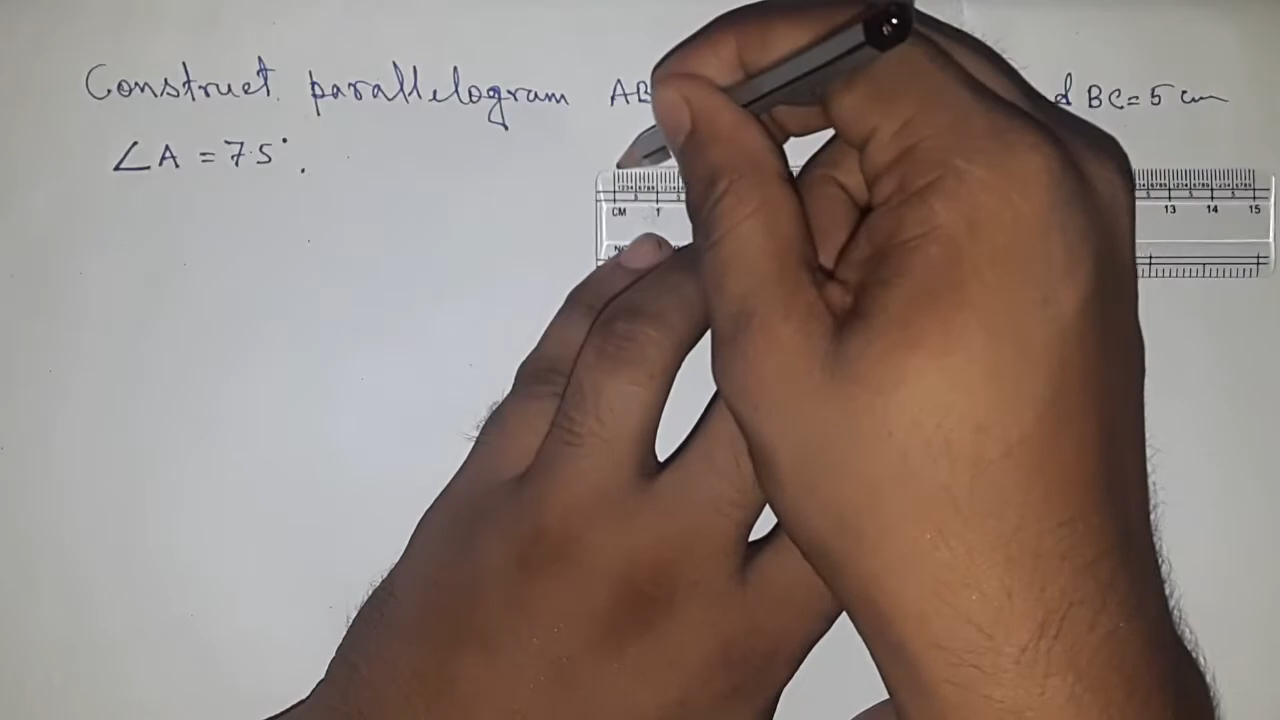 Construct parallelogram AB d BC = 5 cm
∠A = 75°.
CM 1 13 14 15